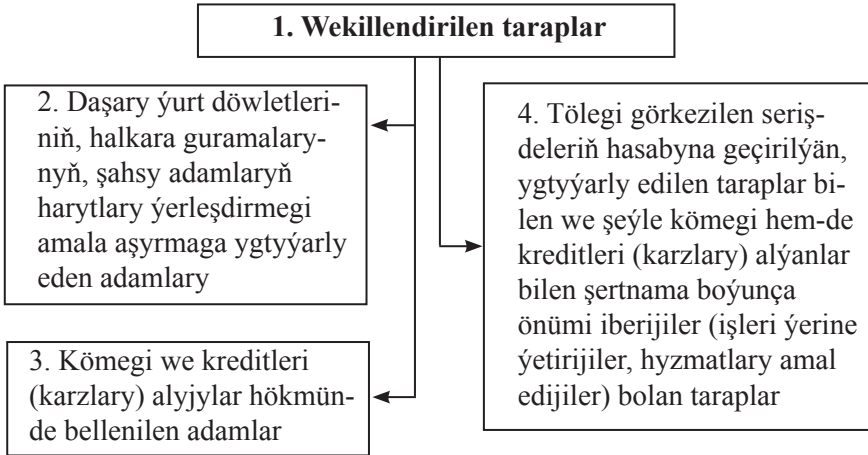 1. Wekillendirilen taraplar
2. Daşary ýurt döwletleri-
niň, halkara guramalary-
nyň, şahsy adamlaryň
harytlary ýerleşdirmegi
amala aşyrmaga ygtyýarly
eden adamlary
3. Kömegi we kreditleri
(karzlary) alyjylar hökmün-
de bellenilen adamlar
4. Tölegi görkezilen seriş-
deleriň hasabyna geçirilýän,
ygtyýarly edilen taraplar bi-
len we şeýle kömegi hem-de
kreditleri (karzlary) alýanlar
bilen şertnama boýunça
önümi iberijiler (işleri ýerine
ýetirijiler, hyzmatlary amal
edijiler) bolan taraplar